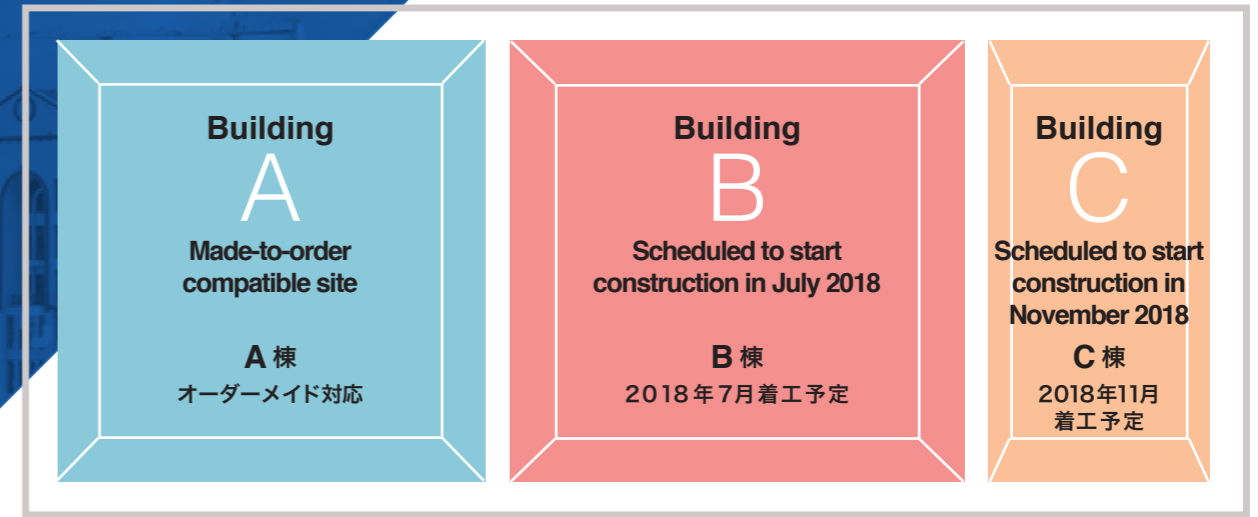 Building
A
Made-to-order
compatible site
A棟
オーダーメイド対応
Building
B
Scheduled to start
construction in July 2018
B棟
2018年7月着工予定
Building
C
Scheduled to start
construction in
November 2018
C棟
2018年11月
着工予定